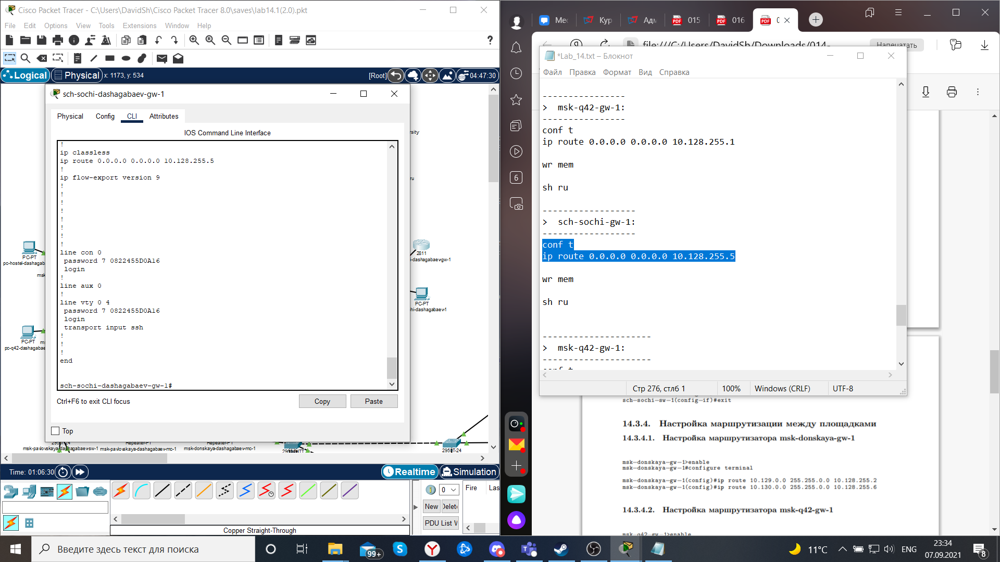 Cisco Packet Tracer - C:\Users\DavidSh\Cisco Packet Tracer 8.0\saves\lab14.1(2.0).pkt
File Edit Options View Tools Extensions Window Help
Logical Physical x: 1173, y: 534 [Root] 04:47:30
sch-sochi-dashagabaev-gw-1
Physical Config CLI Attributes
IOS Command Line Interface
!
ip classless
ip route 0.0.0.0 0.0.0.0 10.128.255.5
!
ip flow-export version 9
!
!
!
!
!
!
!
!
line con 0
password 7 0822455D0A16
login
!
line aux 0
!
line vty 0 4
password 7 0822455D0A16
login
transport input ssh
!
!
!
end
sch-sochi-dashagabaev-gw-1#
Ctrl+F6 to exit CLI focus
Copy Paste
Top
PC-PT
pc-hostel-dashagab
PC-PT
pc-q42-dashagabae
2811
i-dashagabaev-gw-1
PC-PT
hi-dashagabaev-1
msk-pavlovskaya-dashagabaev-sw-1
Repeater-PT
msk-pavlovskaya-dashagabaev-mc-1
Repeater-PT
msk-donskaya-dashagabaev-mc-1
2950T-24
Time: 01:06:30
Realtime Simulation
0
New
PDU List W
Fire Las
Copper Straight-Through
Мес
Кур
Адм
015
016
file:///C:/Users/DavidSh/Downloads/014-
Напечатать
*Lab_14.txt – Блокнот
Файл Правка Формат Вид Справка
----------------
> msk-q42-gw-1:
----------------
conf t
ip route 0.0.0.0 0.0.0.0 10.128.255.1
wr mem
sh ru
------------------
> sch-sochi-gw-1:
------------------
conf t
ip route 0.0.0.0 0.0.0.0 10.128.255.5
wr mem
sh ru
---------------------
> msk-q42-gw-1:
---------------------
conf t
Стр 276, стлб 1 100% Windows (CRLF) UTF-8
6
sch-sochi-sw-1(config-if)#exit
14.3.4. Настройка маршрутизации между площадками
14.3.4.1. Настройка маршрутизатора msk-donskaya-gw-1
msk-donskaya-gw-1>enable
msk-donskaya-gw-1#configure terminal
msk-donskaya-gw-1(config)#ip route 10.129.0.0 255.255.0.0 10.128.255.2
msk-donskaya-gw-1(config)#ip route 10.130.0.0 255.255.0.0 10.128.255.6
14.3.4.2. Настройка маршрутизатора msk-q42-gw-1
msk-q42-gw-1>enable
Введите здесь текст для поиска
99+
11°C
ENG
23:34
07.09.2021
8